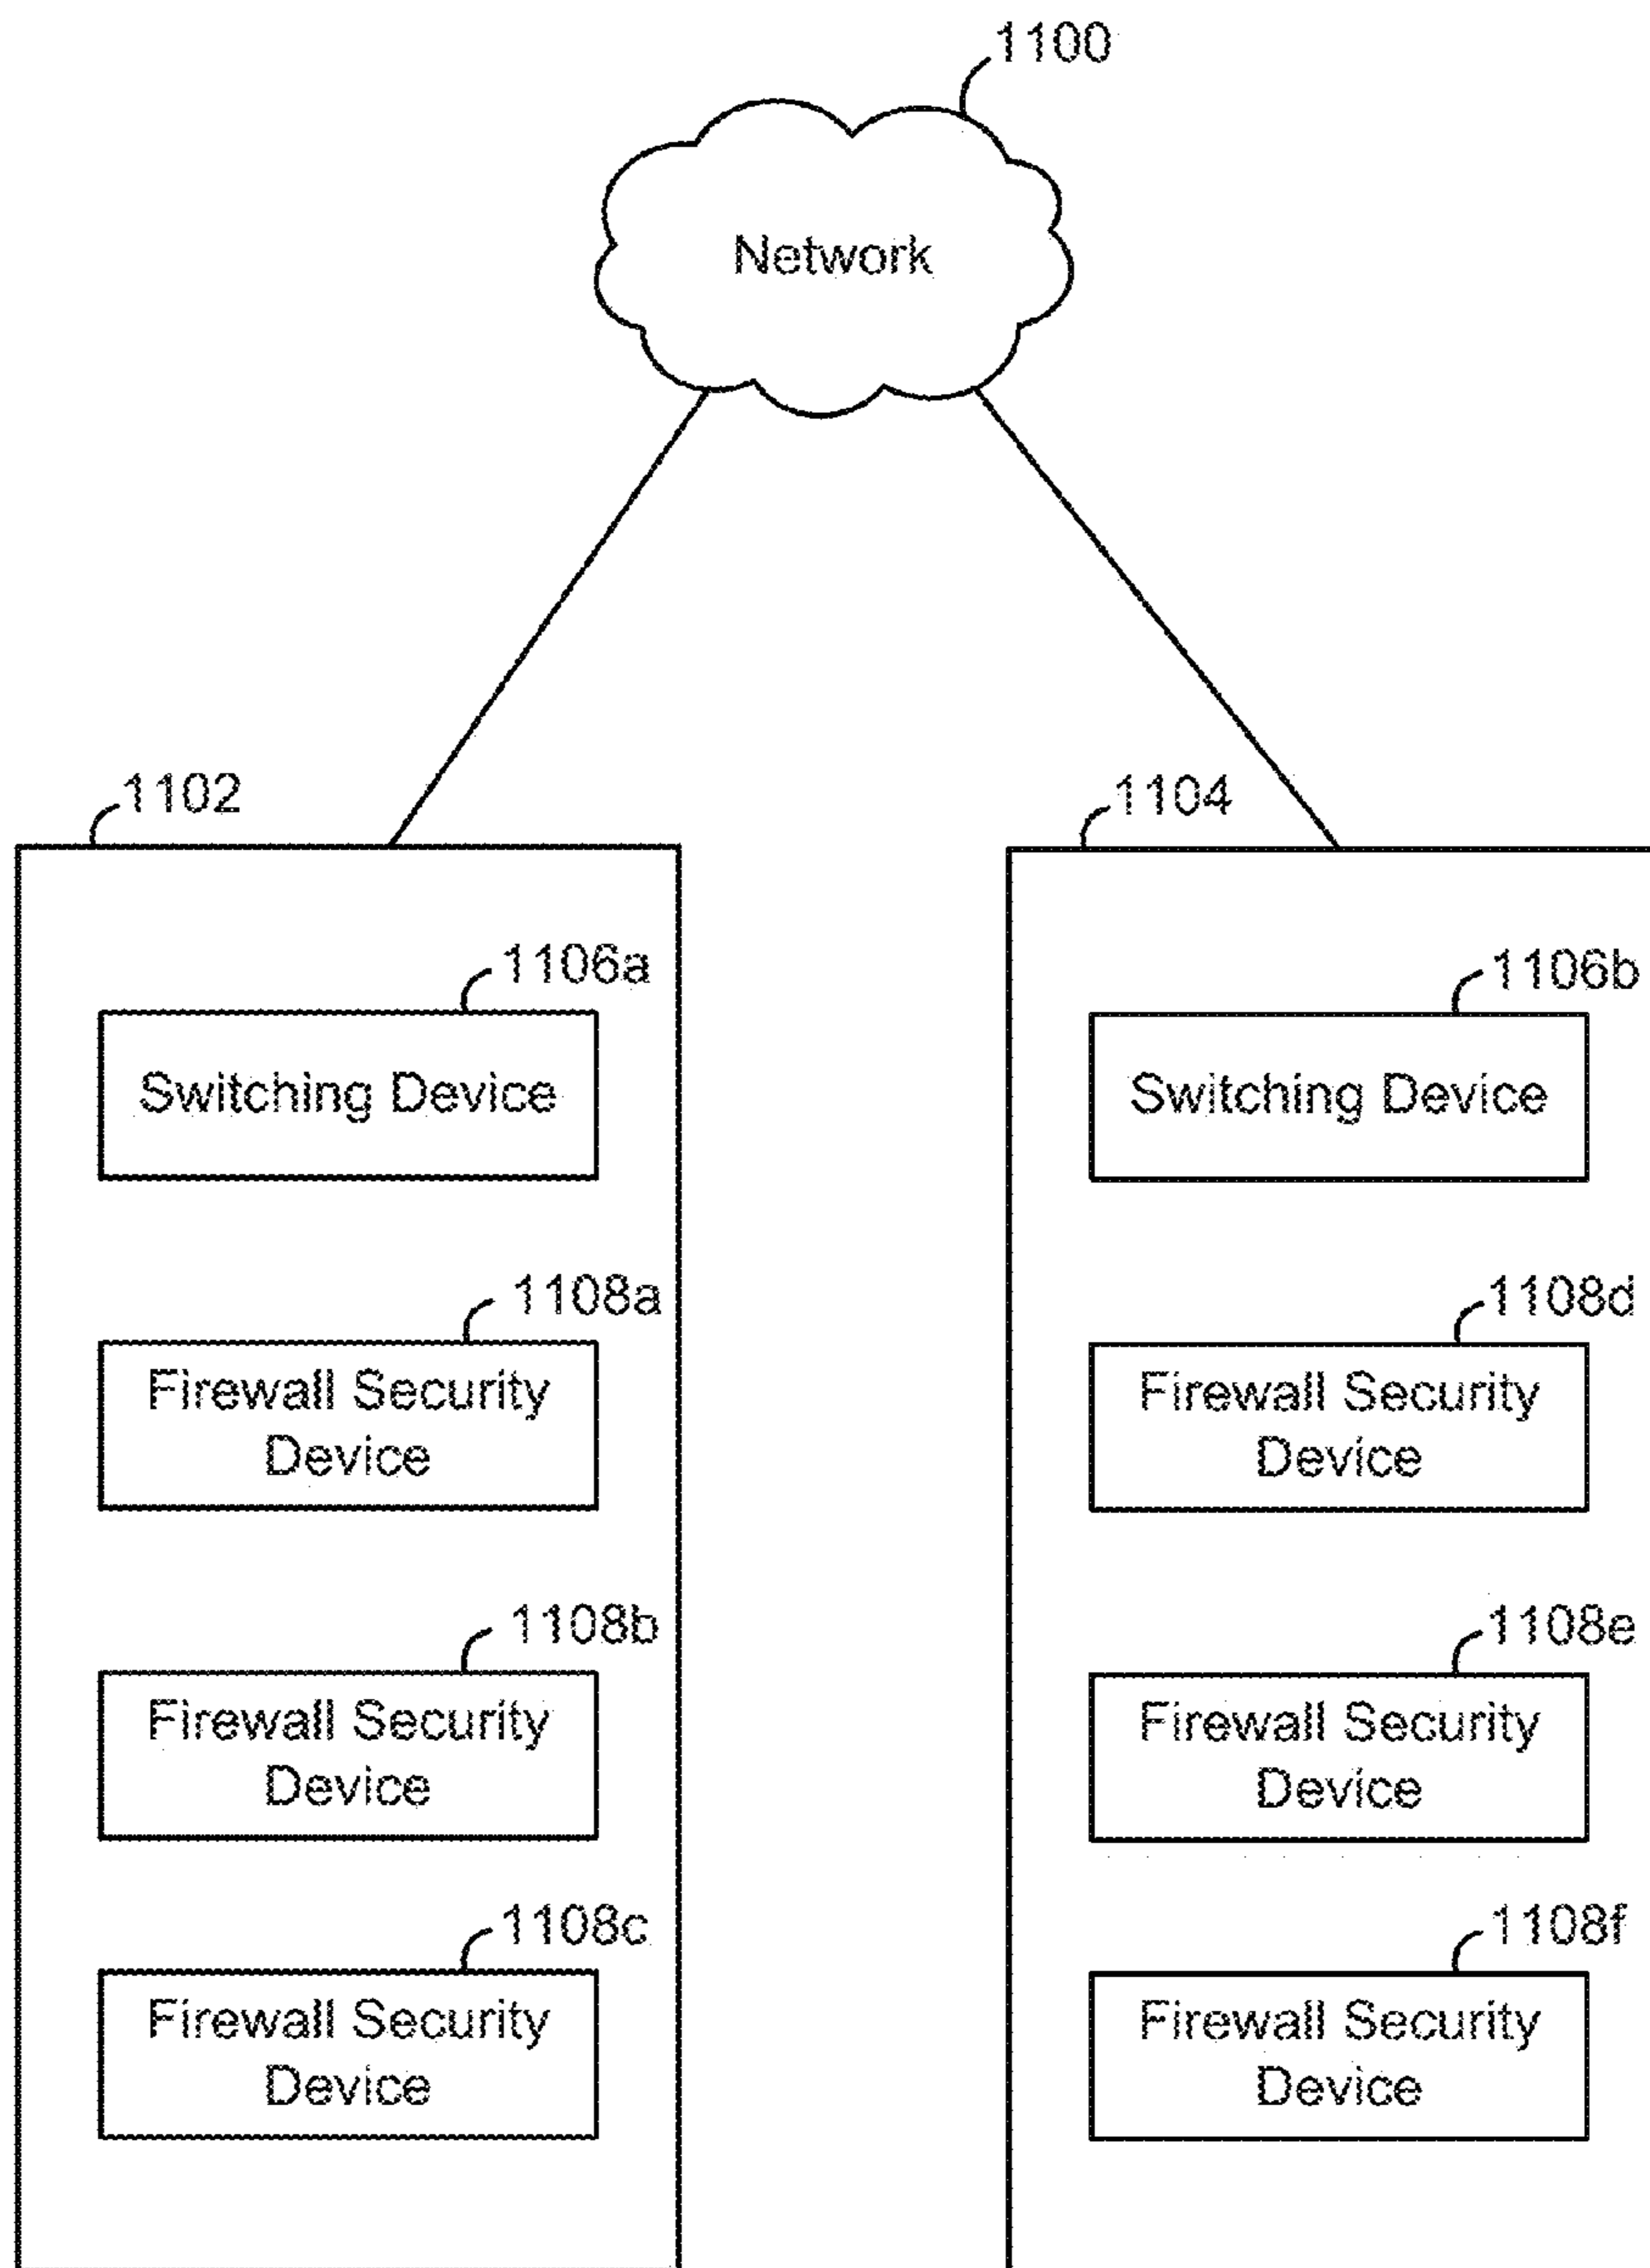 1100
Network
1102
1104
1106a
Switching Device
1106b
Switching Device
1108a
Firewall Security
Device
1108d
Firewall Security
Device
1108b
Firewall Security
Device
1108e
Firewall Security
Device
1108c
Firewall Security
Device
1108f
Firewall Security
Device